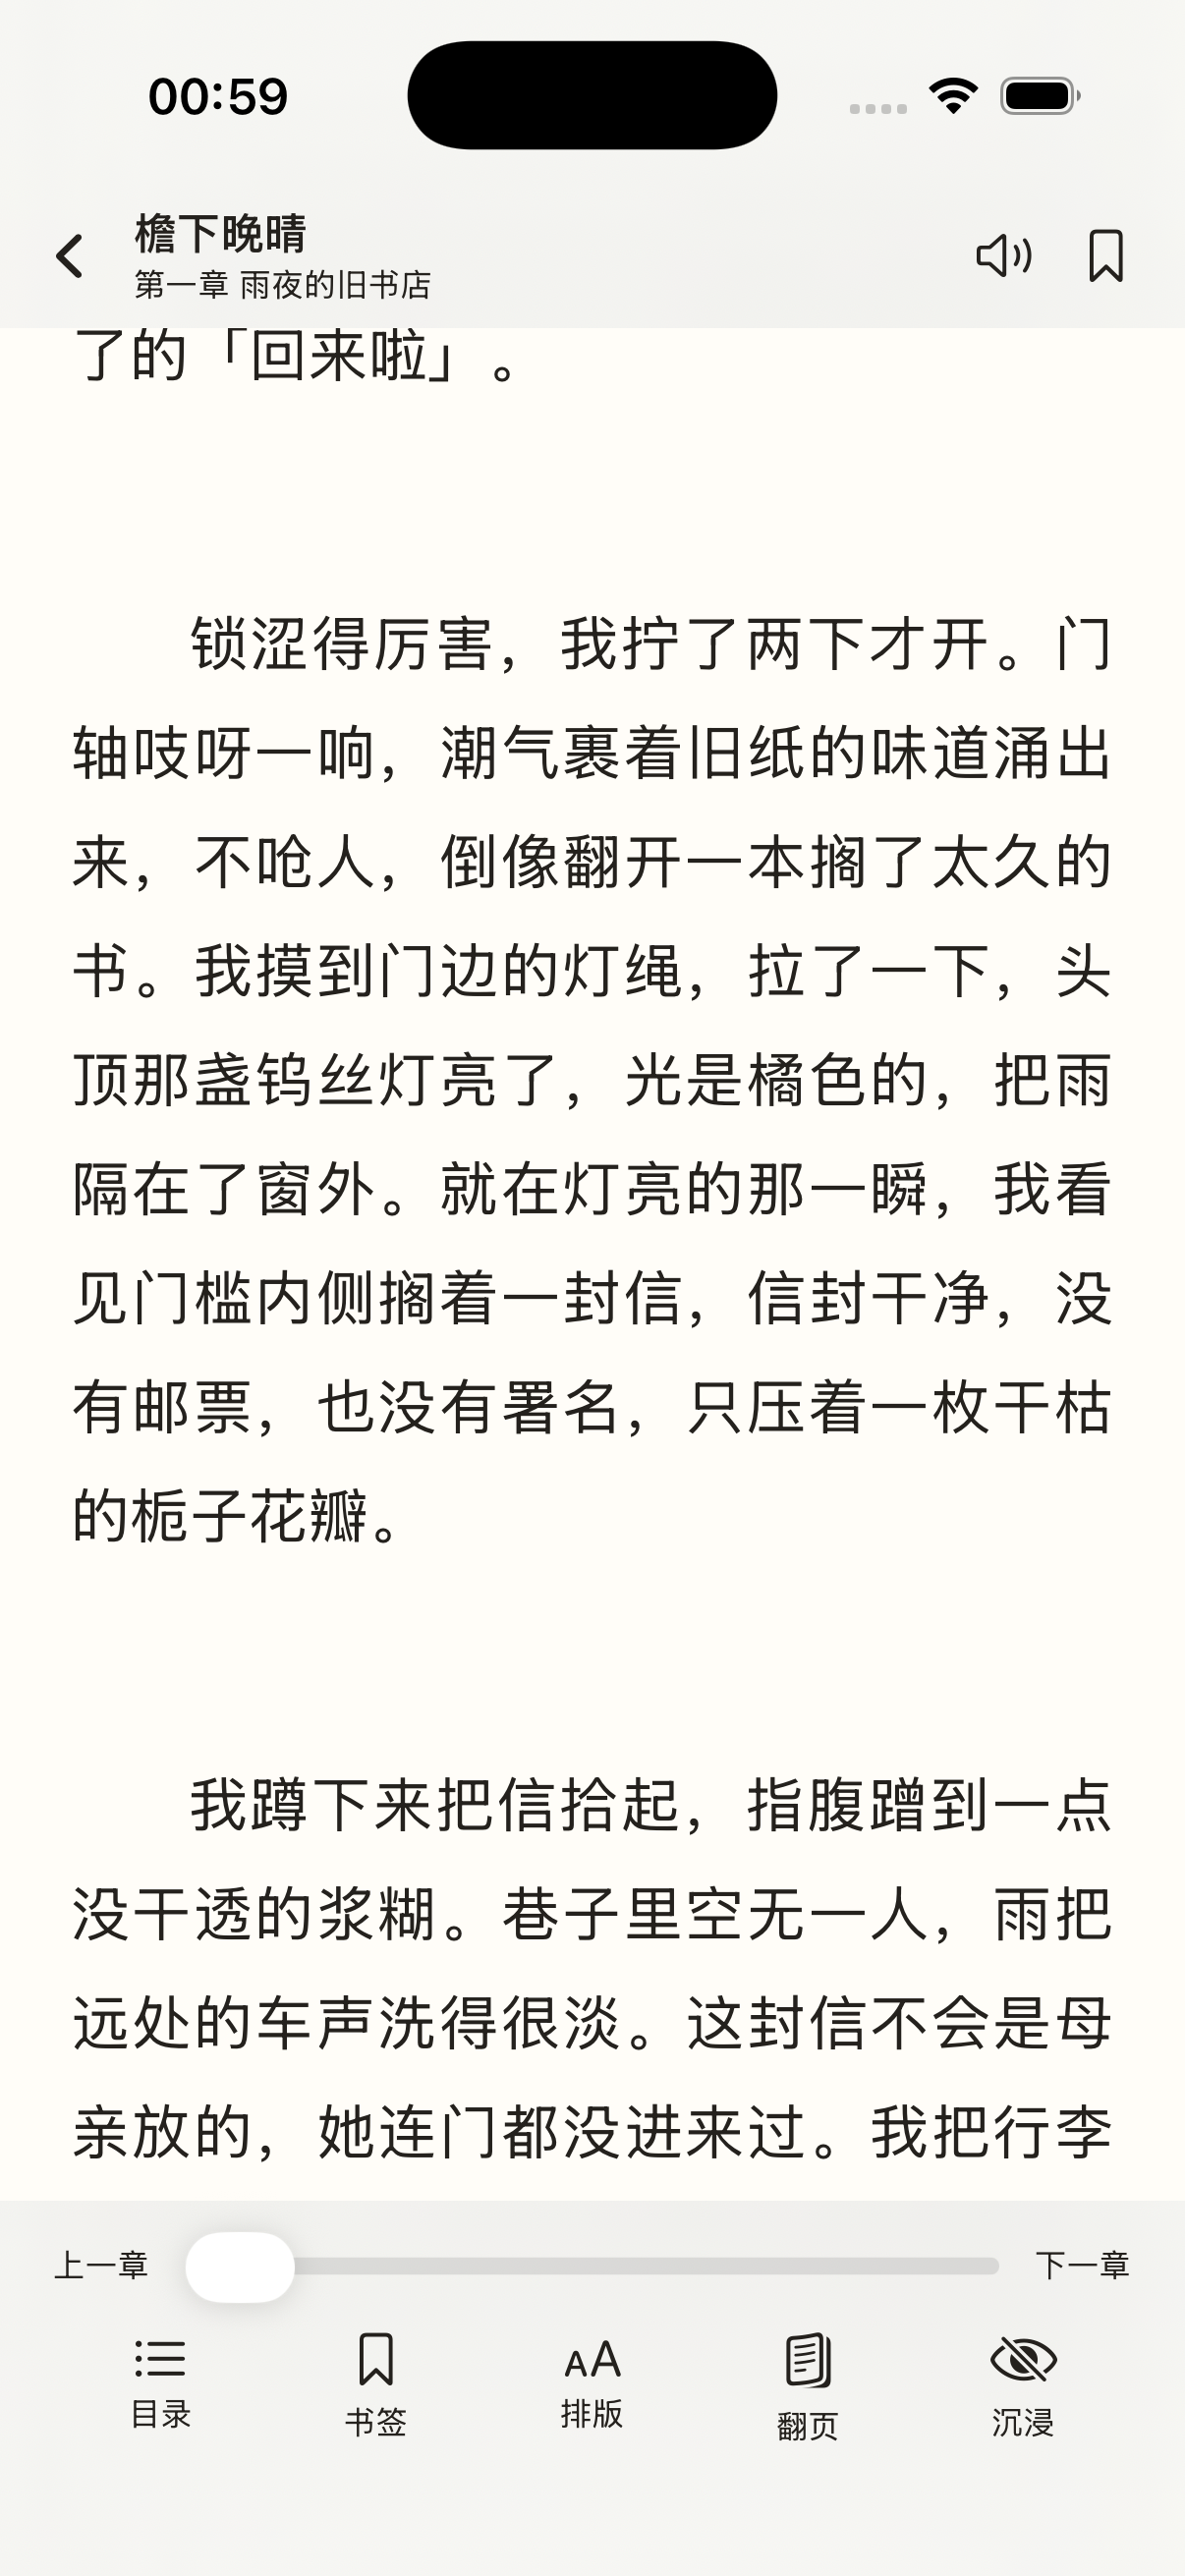 00:59
檐下晚晴
第一章 雨夜的旧书店
了的「回来啦」。
锁涩得厉害，我拧了两下才开。门
轴吱呀一响，潮气裹着旧纸的味道涌出
来，不呛人，倒像翻开一本搁了太久的
书。我摸到门边的灯绳，拉了一下，头
顶那盏钨丝灯亮了，光是橘色的，把雨
隔在了窗外。就在灯亮的那一瞬，我看
见门槛内侧搁着一封信，信封干净，没
有邮票，也没有署名，只压着一枚干枯
的栀子花瓣。
我蹲下来把信拾起，指腹蹭到一点
没干透的浆糊。巷子里空无一人，雨把
远处的车声洗得很淡。这封信不会是母
亲放的，她连门都没进来过。我把行李
上一章 下一章
目录 书签 AA 排版 翻页 沉浸